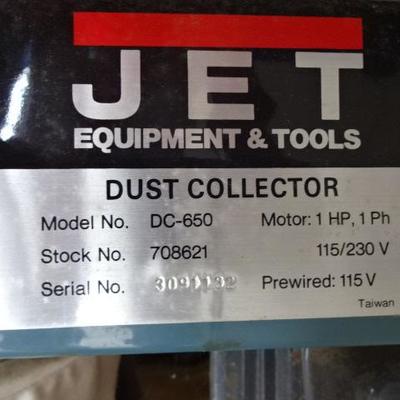 JET
EQUIPMENT & TOOLS
DUST COLLECTOR
Model No. DC-650 Motor: 1 HP, 1 Ph
Stock No. 708621 115/230 V
Serial No. 3091132 Prewired: 115 V
Taiwan